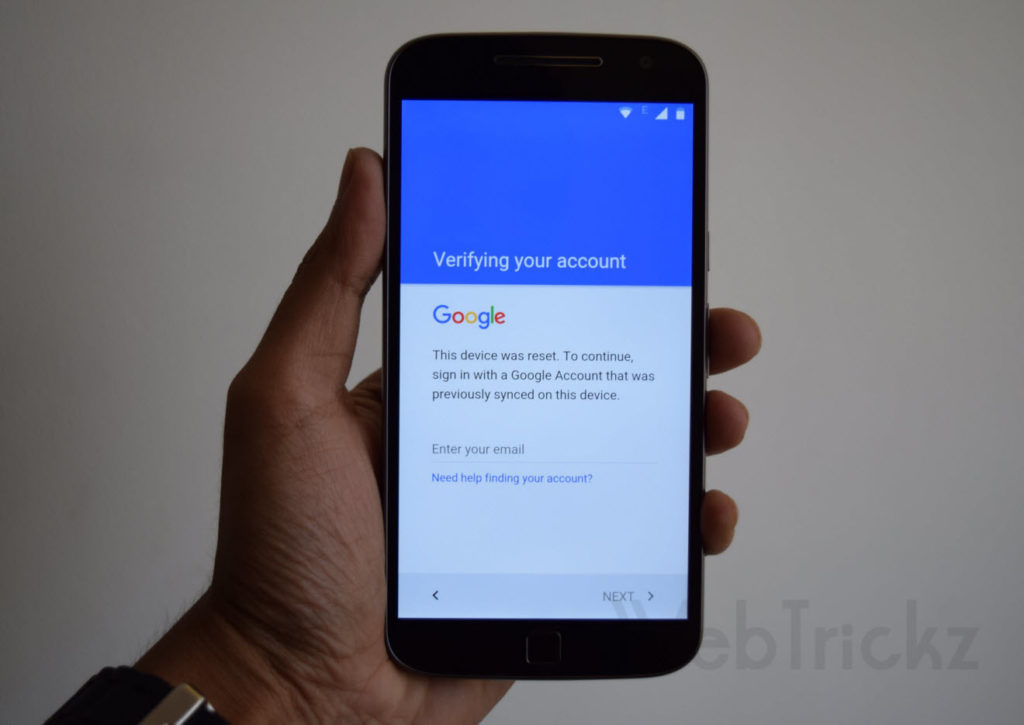 E
Verifying your account
Google
This device was reset. To continue,
sign in with a Google Account that was
previously synced on this device.
Enter your email
Need help finding your account?
NEXT
WebTrickz